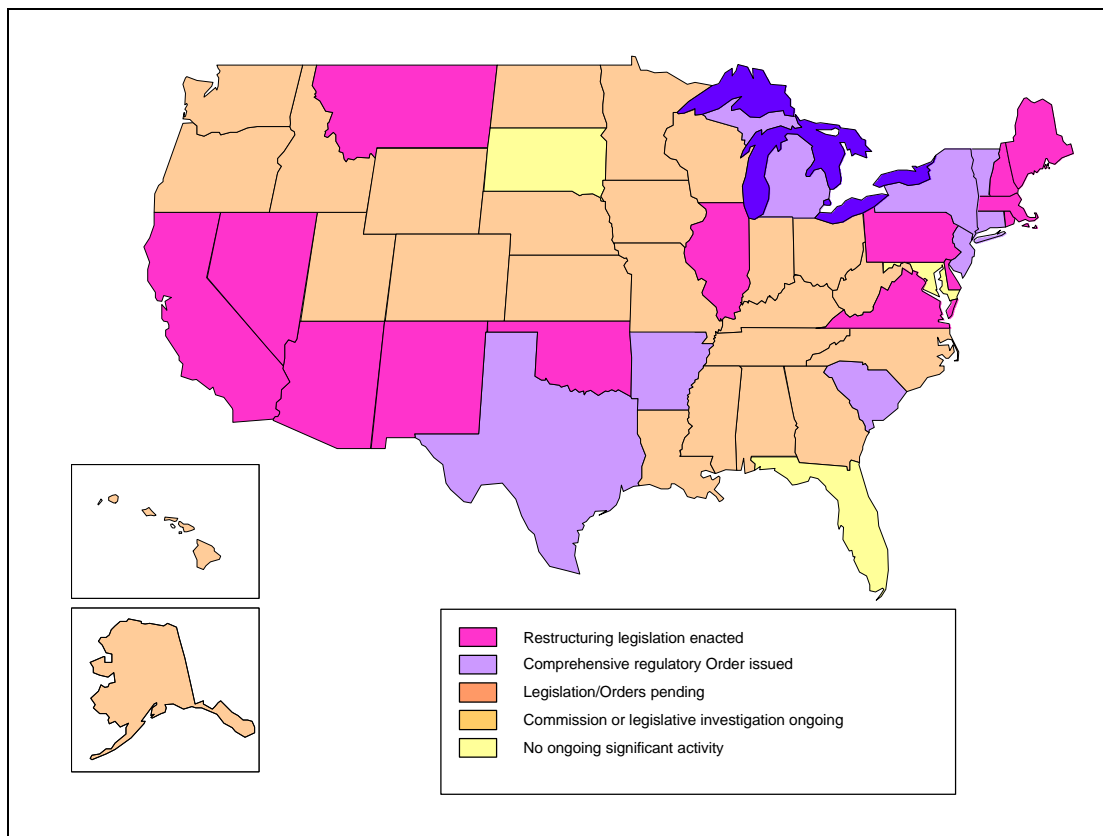 Restructuring legislation enacted
Comprehensive regulatory Order issued
Legislation/Orders pending
Commission or legislative investigation ongoing
No ongoing significant activity